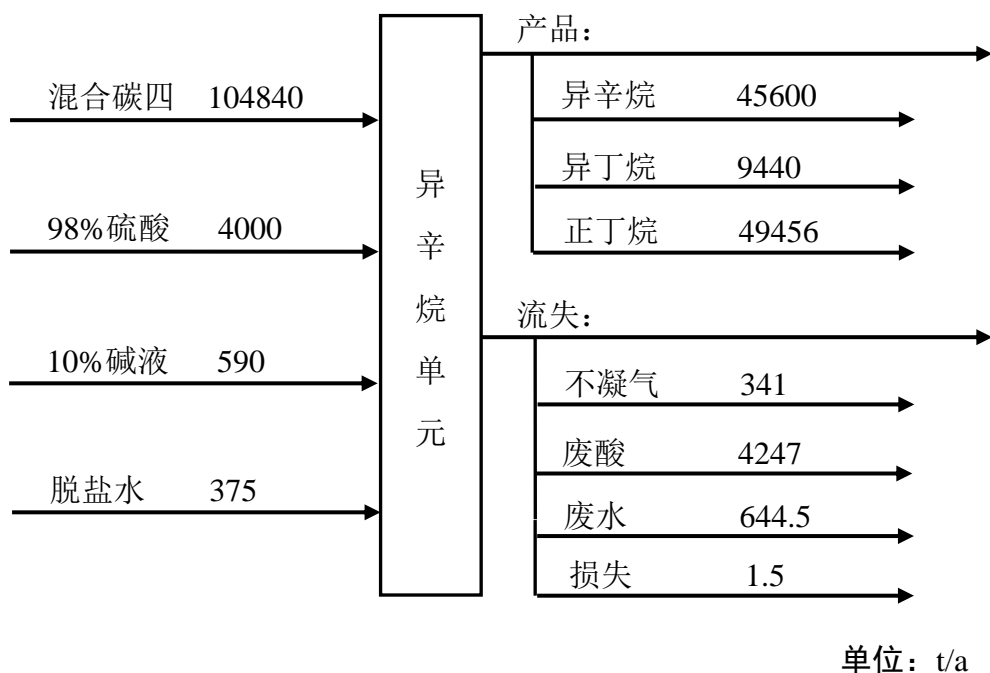 混合碳四 104840
98%硫酸 4000
10%碱液 590
脱盐水 375
异辛烷单元
产品：
异辛烷 45600
异丁烷 9440
正丁烷 49456
流失：
不凝气 341
废酸 4247
废水 644.5
损失 1.5
单位：t/a